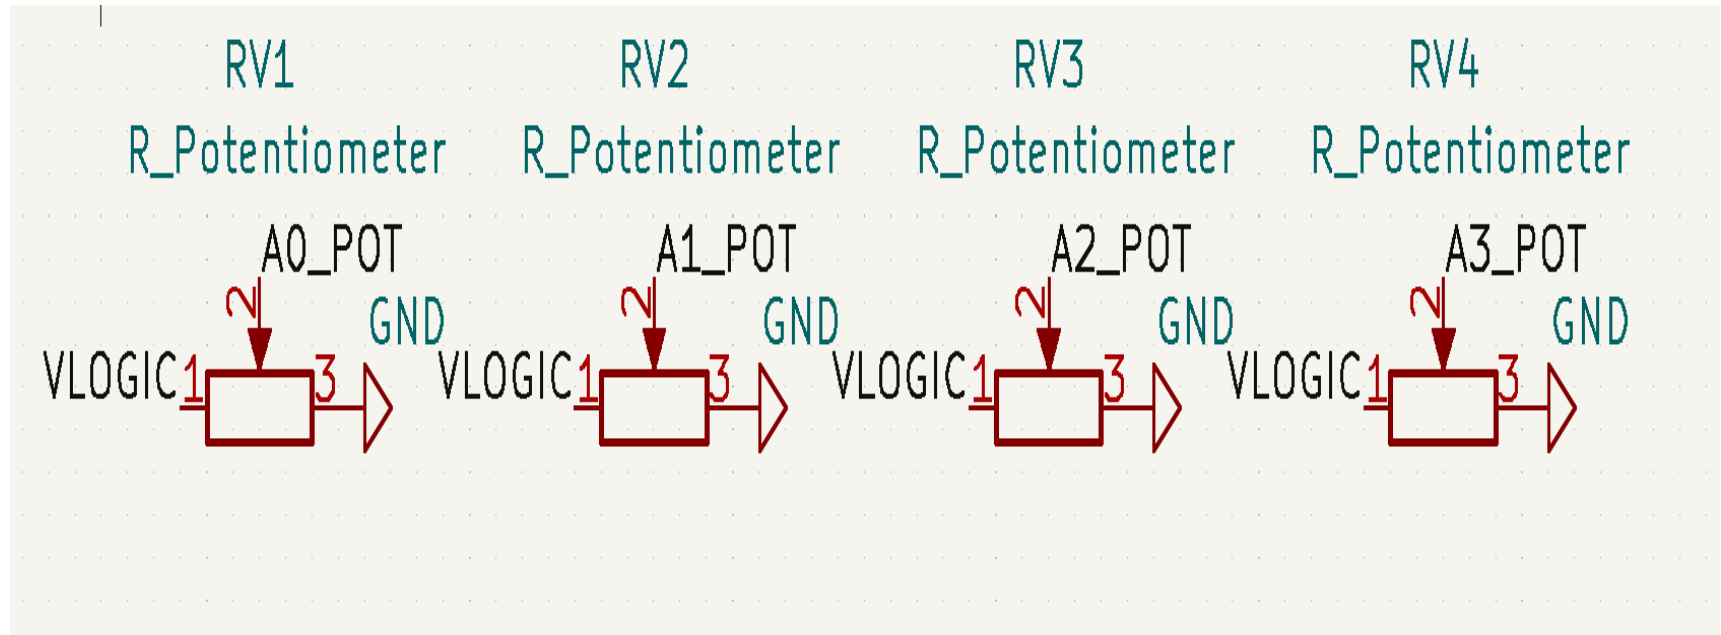 RV1 RV2 RV3 RV4
R_Potentiometer R_Potentiometer R_Potentiometer R_Potentiometer
A0_POT A1_POT A2_POT A3_POT
2 GND 2 GND 2 GND 2 GND
VLOGIC 1 3 VLOGIC 1 3 VLOGIC 1 3 VLOGIC 1 3